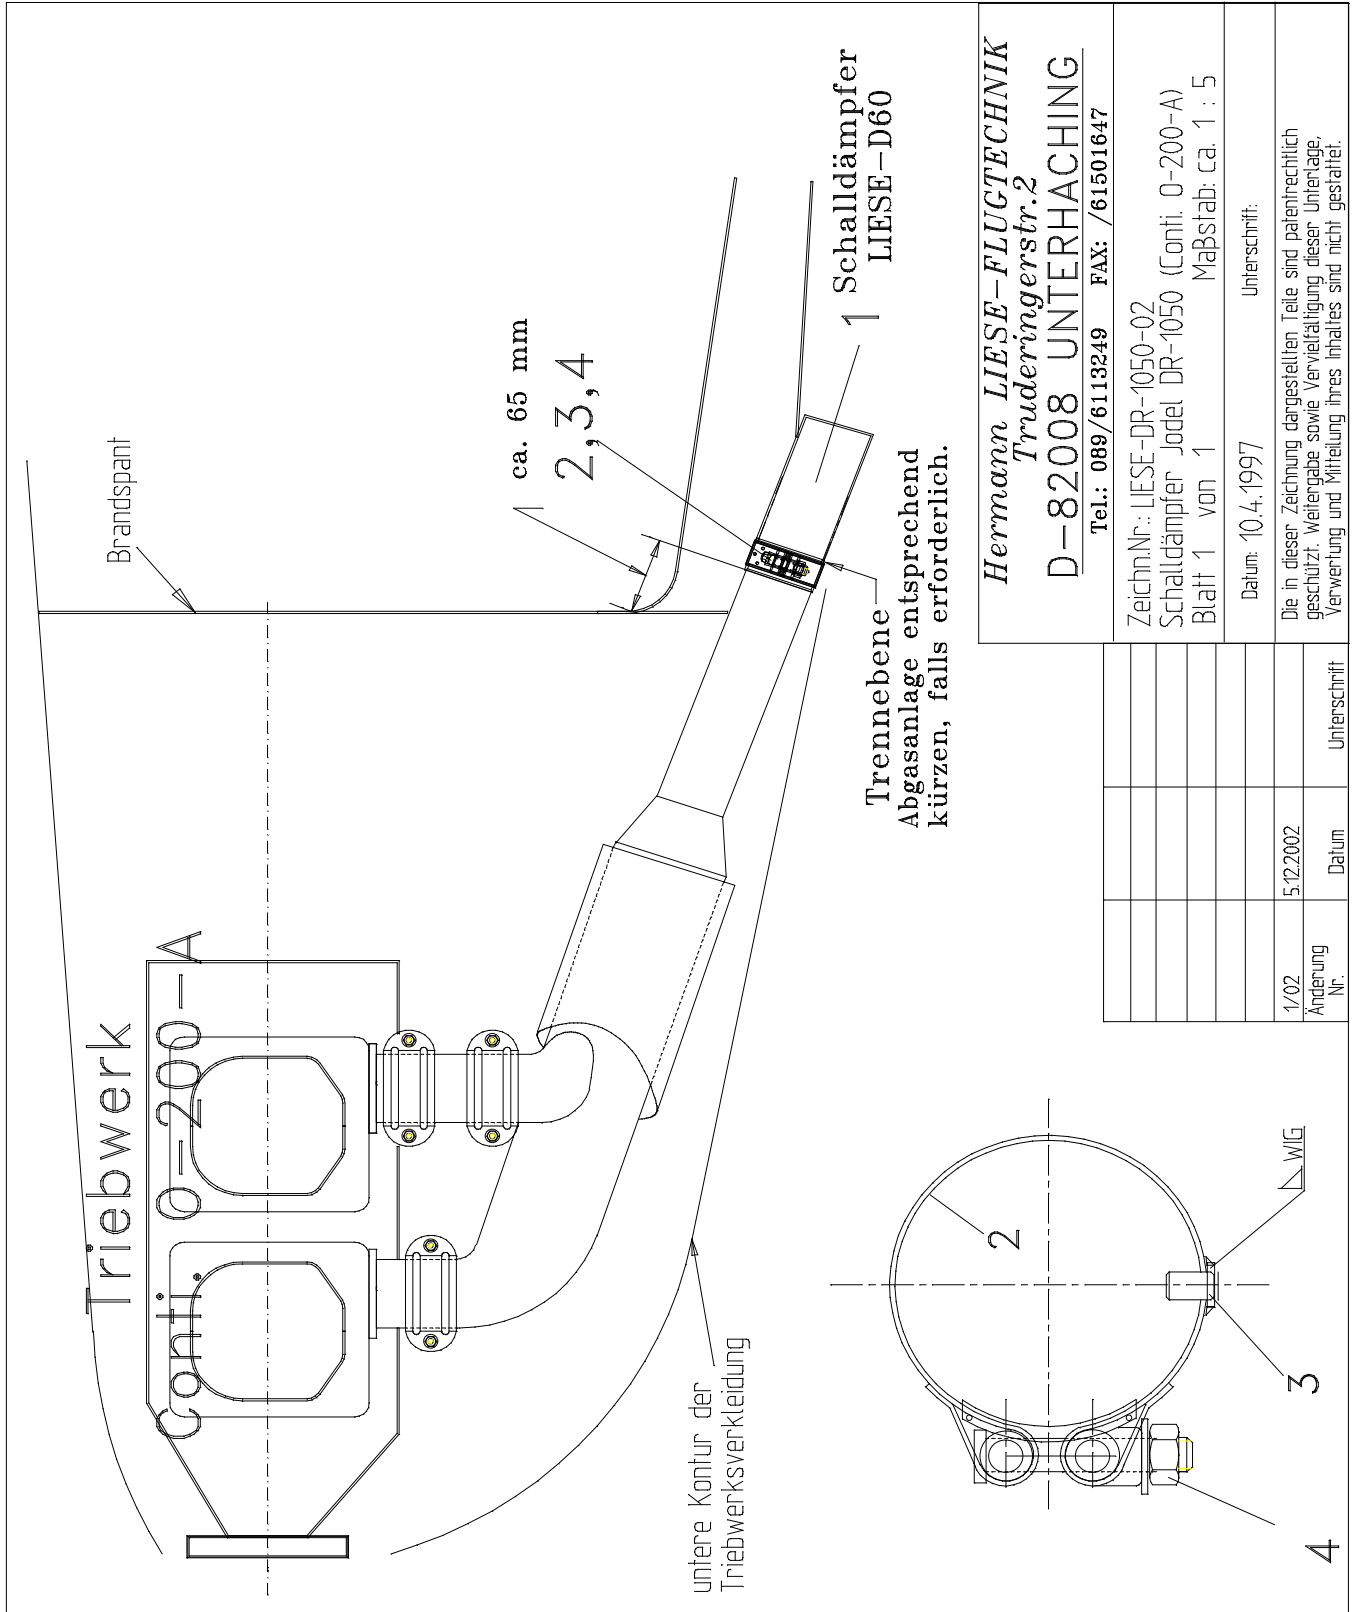 Triebwerk
Conti. O-200-A
Brandspant
ca. 65 mm
2,3,4
1
1
Schalldämpfer
LIESE-D60
Trennebene
Abgasanlage entsprechend
kürzen, falls erforderlich.
untere Kontur der
Triebwerksverkleidung
2
3
4
WIG
Hermann LIESE-FLUGTECHNIK
Truderingerstr.2
D-82008 UNTERHACHING
Tel.: 089/6113249 FAX: /61501647
Zeichn.Nr.: LIESE-DR-1050-02
Schalldämpfer Jodel DR-1050 (Conti. O-200-A)
Blatt 1 von 1 Maßstab: ca. 1 : 5
Datum: 10.4.1997 Unterschrift:
Die in dieser Zeichnung dargestellten Teile sind patentrechtlich
geschützt. Weitergabe sowie Vervielfältigung dieser Unterlage,
Verwertung und Mitteilung ihres Inhaltes sind nicht gestattet.
1/02 5.12.2002
Änderung
Nr. Datum Unterschrift